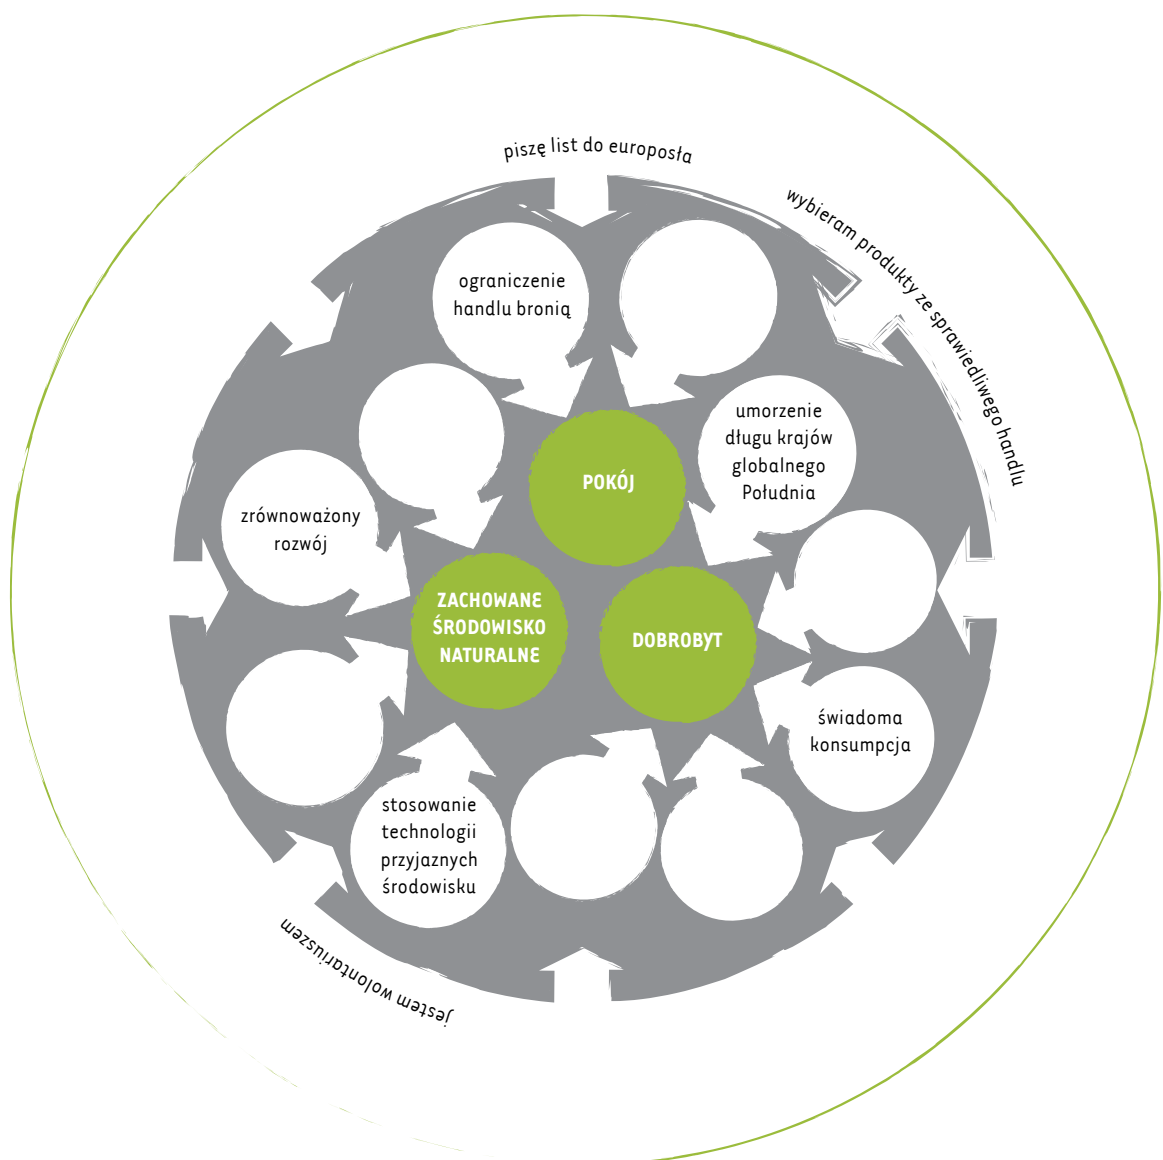 piszę list do europosła
wybieram produkty ze sprawiedliwego handlu
ograniczenie
handlu bronią
umorzenie
długu krajów
globalnego
Południa
POKÓJ
zrównoważony
rozwój
ZACHOWANE
ŚRODOWISKO
NATURALNE
DOBROBYT
świadoma
konsumpcja
stosowanie
technologii
przyjaznych
środowisku
jestem wolontariuszem